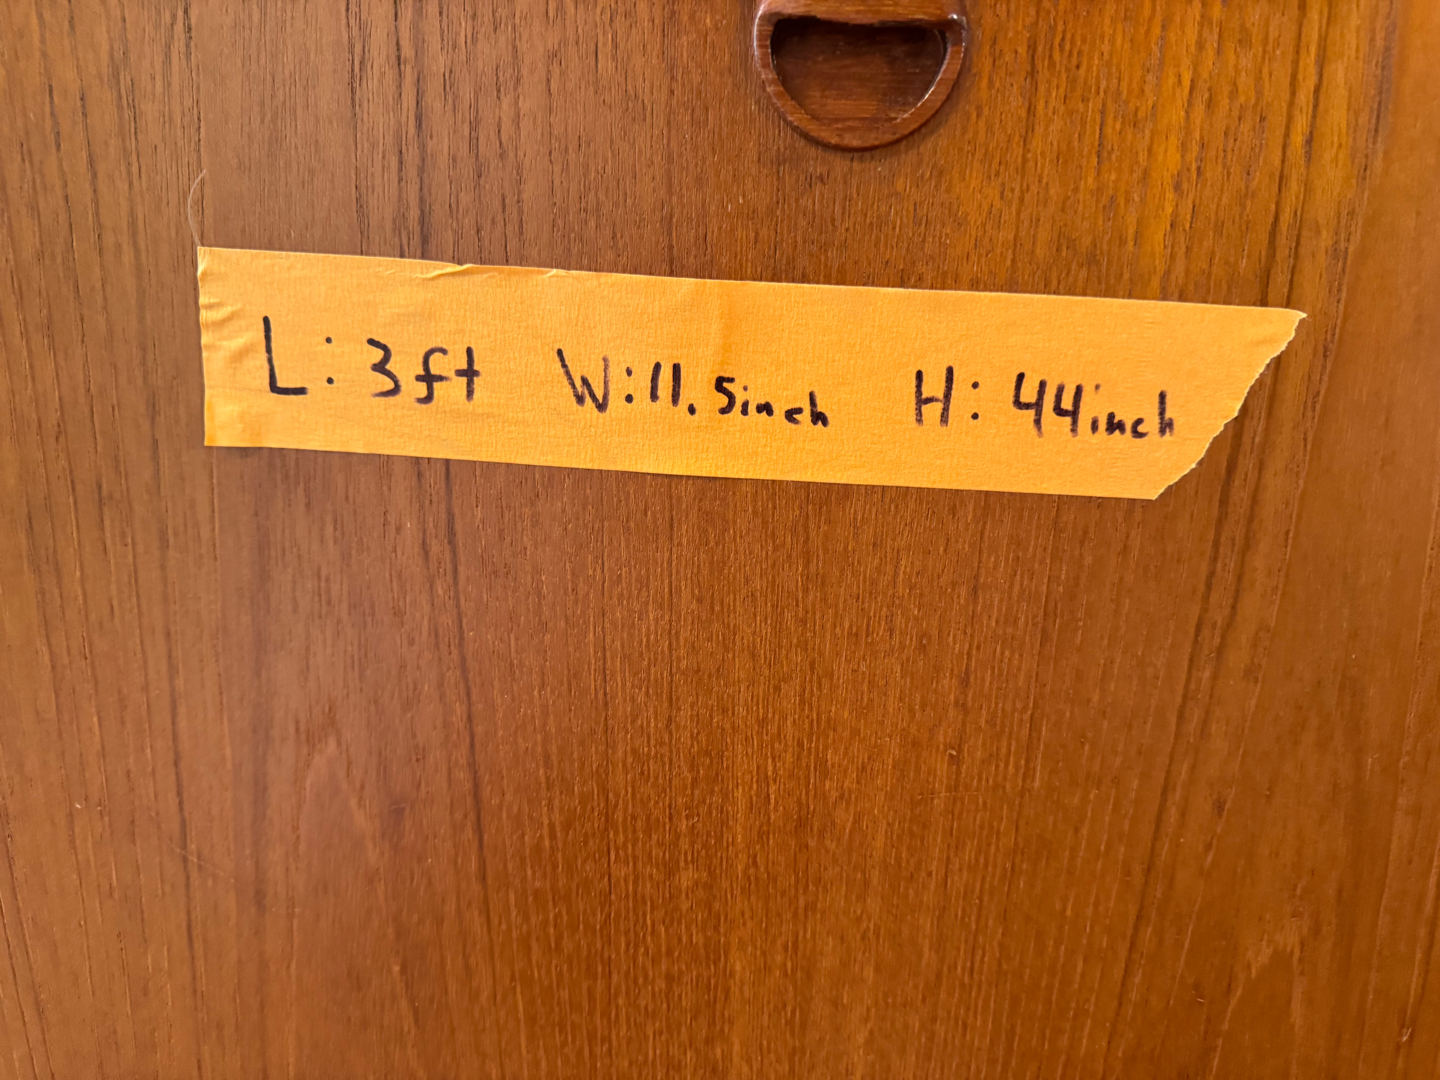 L: 3ft W: 11.5inch H: 44inch